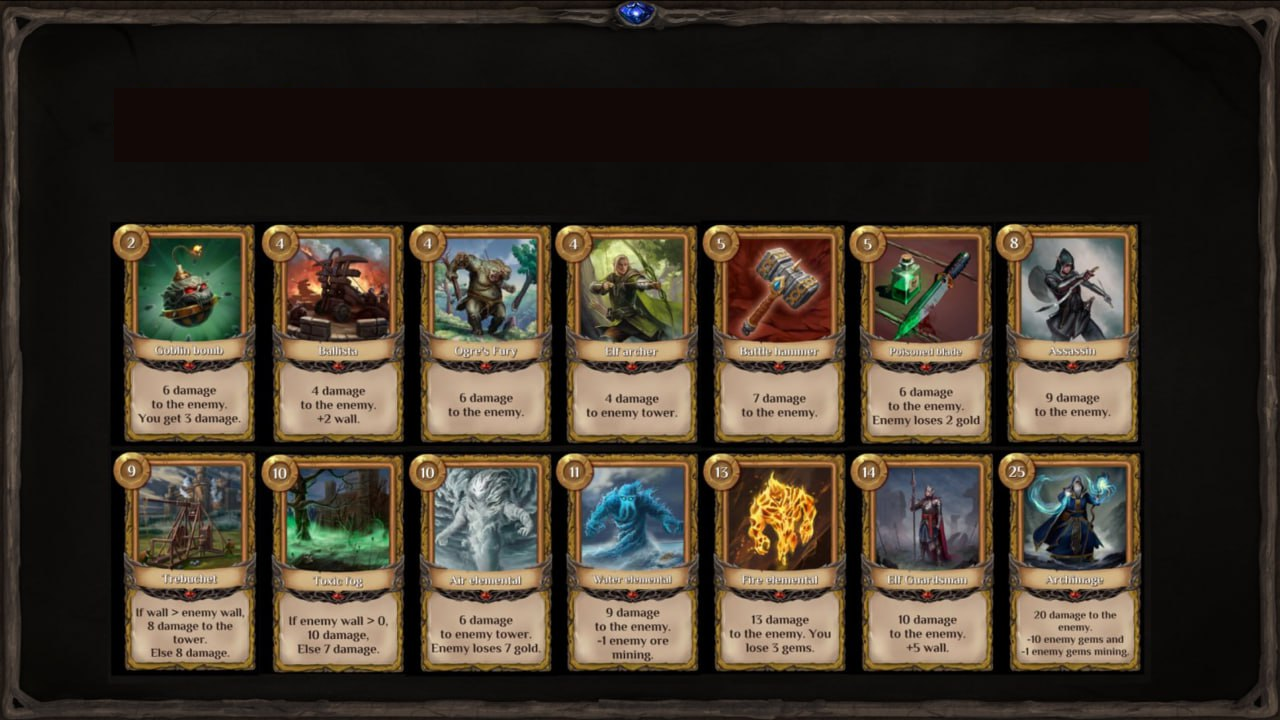 2
Goblin bomb
6 damage
to the enemy.
You get 3 damage.
4
Ballista
4 damage
to the enemy.
+2 wall.
4
Ogre's Fury
6 damage
to the enemy.
4
Elf archer
4 damage
to enemy tower.
5
Battle hammer
7 damage
to the enemy.
5
Poisoned blade
6 damage
to the enemy.
Enemy loses 2 gold
8
Assassin
9 damage
to the enemy.
9
Trebuchet
If wall > enemy wall,
8 damage to the
tower.
Else 8 damage.
10
Toxic fog
If enemy wall > 0,
10 damage,
Else 7 damage.
10
Air elemental
6 damage
to enemy tower.
Enemy loses 7 gold.
11
Water elemental
9 damage
to the enemy.
-1 enemy ore
mining.
13
Fire elemental
13 damage
to the enemy. You
lose 3 gems.
14
Elf Guardsman
10 damage
to the enemy.
+5 wall.
25
Archimage
20 damage to the
enemy.
-10 enemy gems and
-1 enemy gems mining.